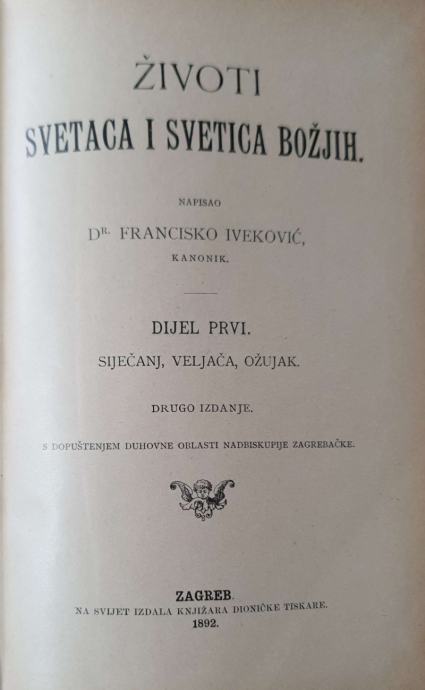 ŽIVOTI
SVETACA I SVETICA BOŽJIH.
NAPISAO
DR. FRANCISKO IVEKOVIĆ,
KANONIK.
DIJEL PRVI.
SIJEČANJ, VELJAČA, OŽUJAK.
DRUGO IZDANJE.
S DOPUŠTENJEM DUHOVNE OBLASTI NADBISKUPIJE ZAGREBAČKE.
ZAGREB.
NA SVIJET IZDALA KNJIŽARA DIONIČKE TISKARE.
1892.